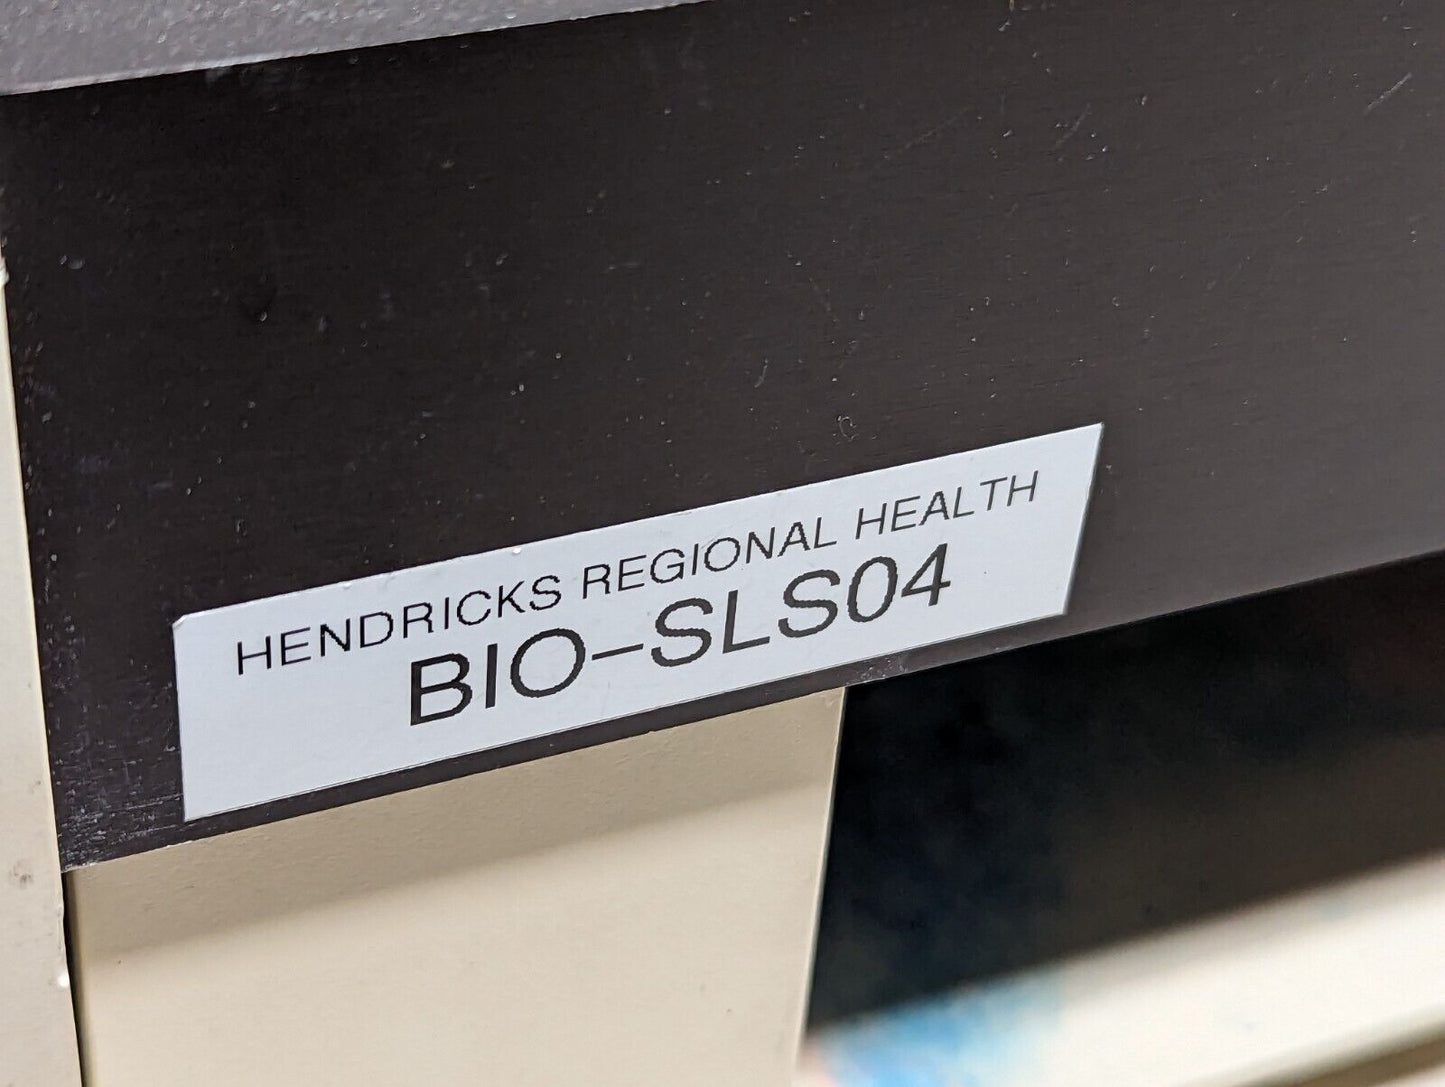 HENDRICKS REGIONAL HEALTH
BIO-SLS04